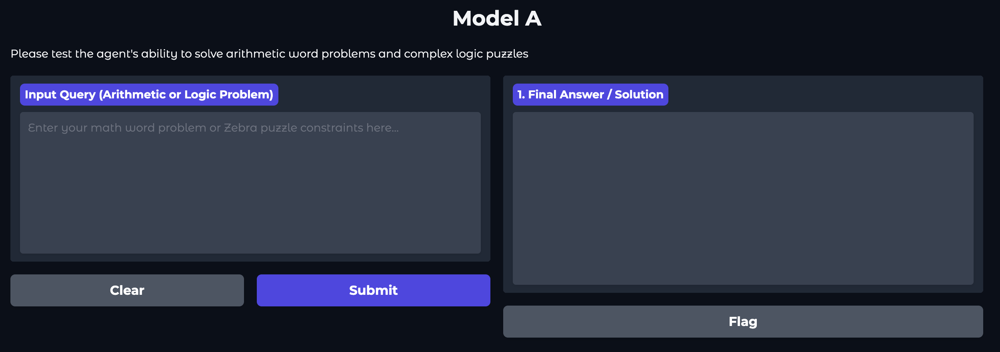 Model A
Please test the agent's ability to solve arithmetic word problems and complex logic puzzles
Input Query (Arithmetic or Logic Problem)
Enter your math word problem or Zebra puzzle constraints here...
Clear
Submit
1. Final Answer / Solution
Flag